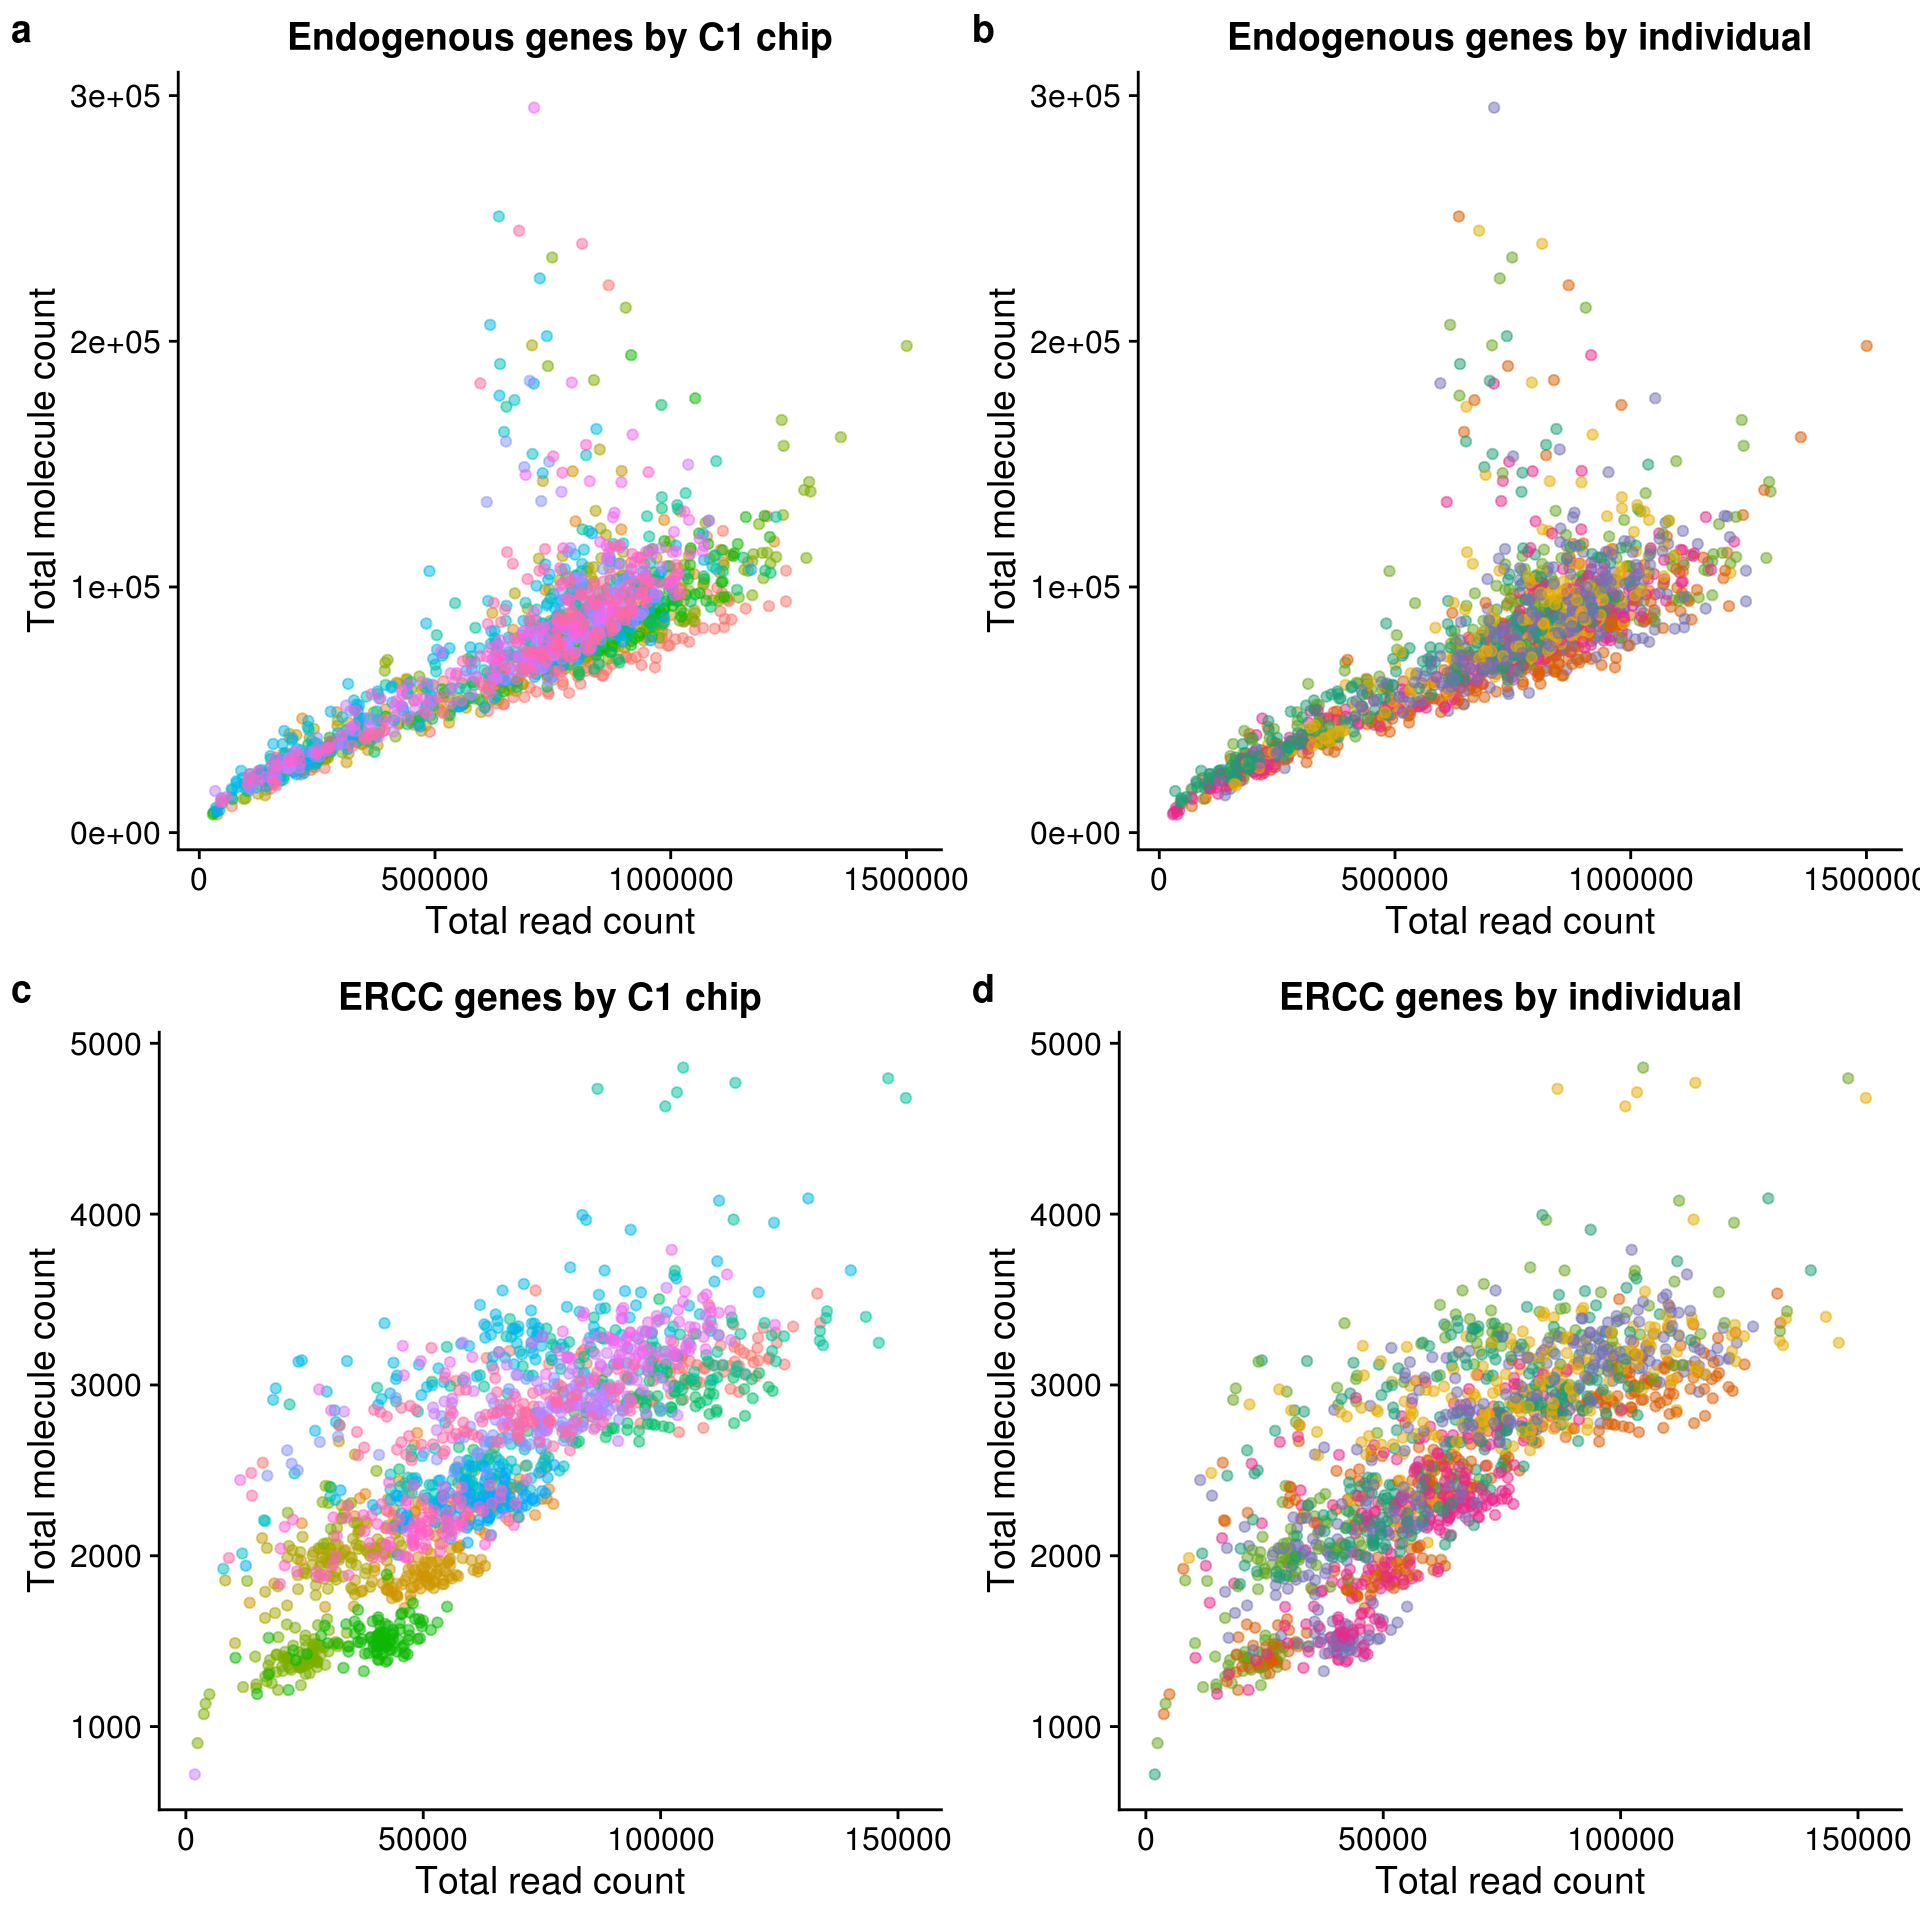 a
Endogenous genes by C1 chip
3e+05
2e+05
1e+05
0e+00
Total molecule count
0 500000 1000000 1500000
Total read count
b
Endogenous genes by individual
3e+05
2e+05
1e+05
0e+00
Total molecule count
0 500000 1000000 1500000
Total read count
c
ERCC genes by C1 chip
5000
4000
3000
2000
1000
Total molecule count
0 50000 100000 150000
Total read count
d
ERCC genes by individual
5000
4000
3000
2000
1000
Total molecule count
0 50000 100000 150000
Total read count